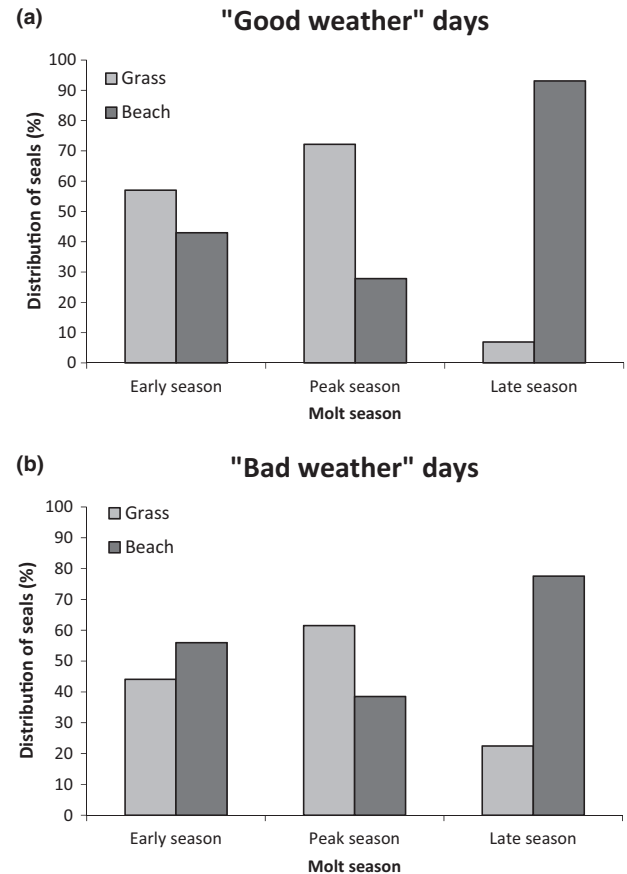 (a)
"Good weather" days
Distribution of seals (%)
100
90
80
70
60
50
40
30
20
10
0
Grass
Beach
Early season Peak season Late season
Molt season
(b)
"Bad weather" days
Distribution of seals (%)
100
90
80
70
60
50
40
30
20
10
0
Grass
Beach
Early season Peak season Late season
Molt season